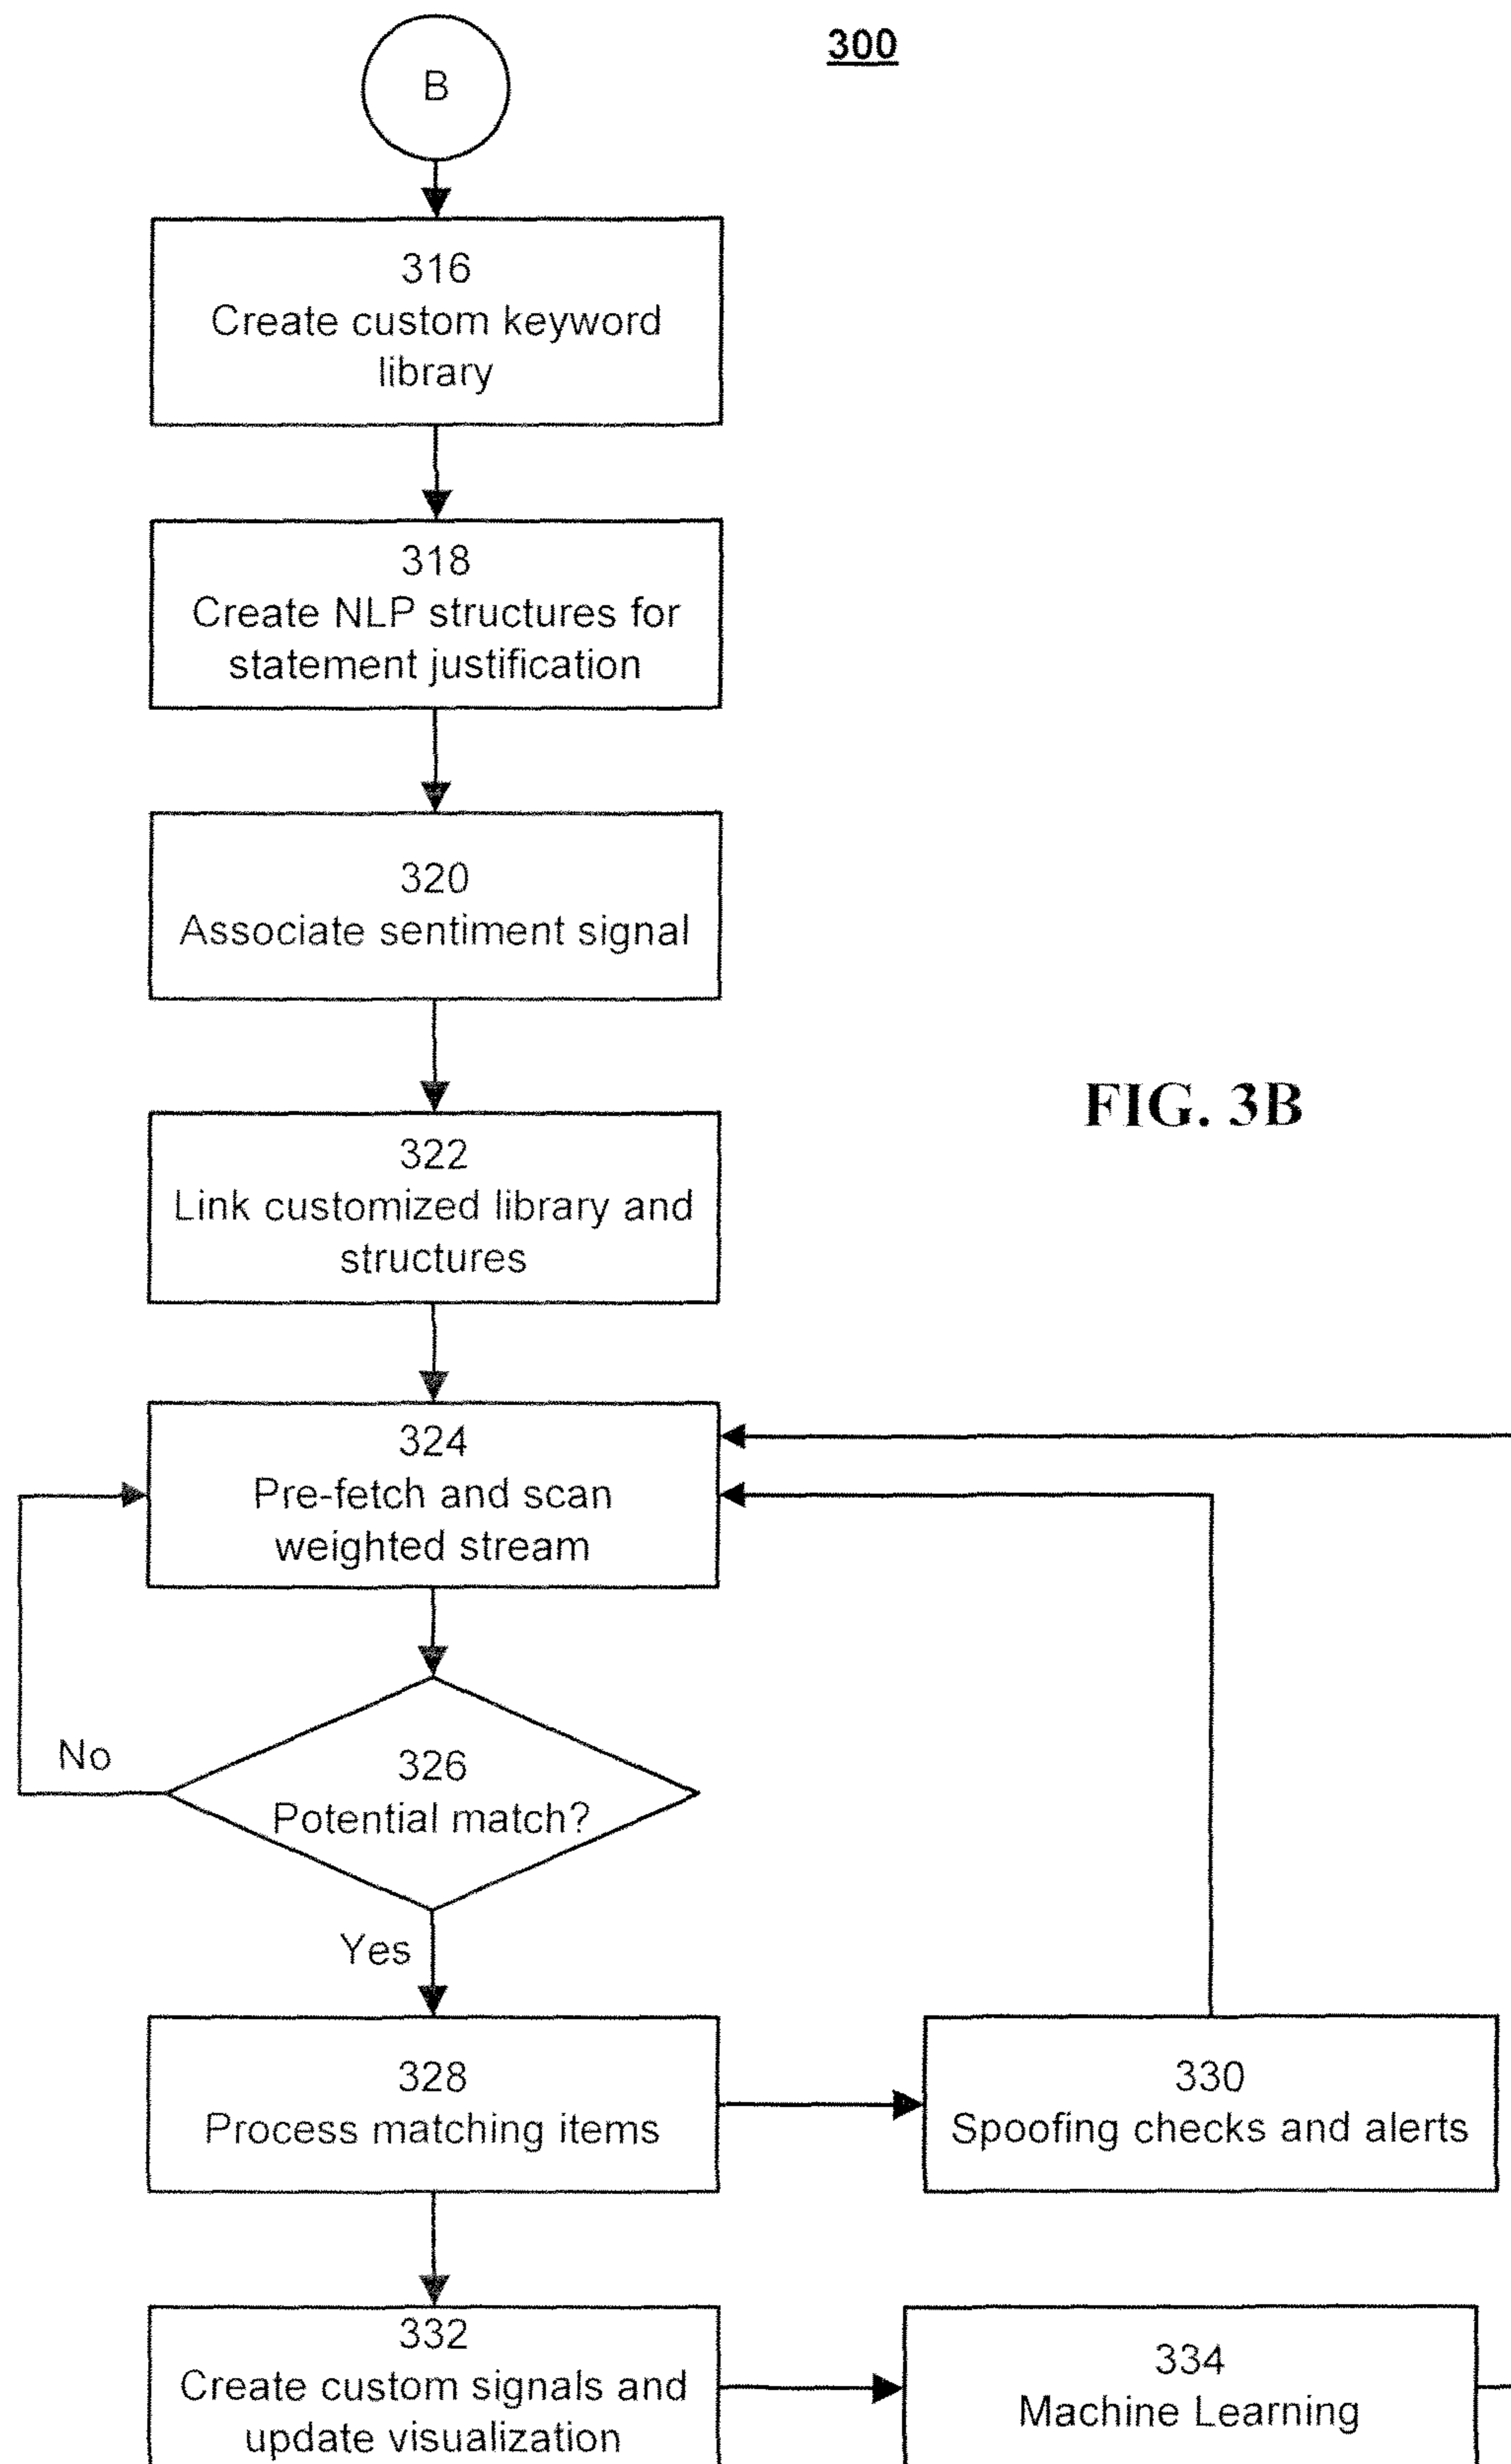 300
B
316
Create custom keyword
library
318
Create NLP structures for
statement justification
320
Associate sentiment signal
322
Link customized library and
structures
FIG. 3B
324
Pre-fetch and scan
weighted stream
No
326
Potential match?
Yes
328
Process matching items
330
Spoofing checks and alerts
332
Create custom signals and
update visualization
334
Machine Learning